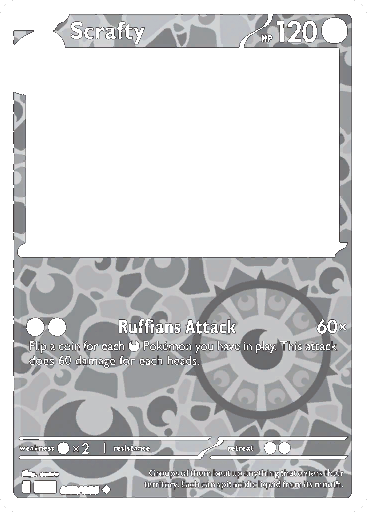 Scrafty HP 120
Ruffians Attack 60×
Flip a coin for each Pokémon you have in play. This attack
does 60 damage for each heads.
weakness × 2 resistance retreat